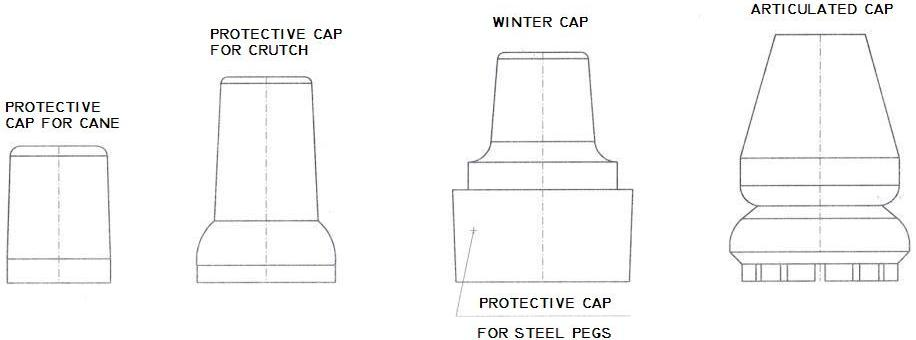 PROTECTIVE
CAP FOR CANE
PROTECTIVE CAP
FOR CRUTCH
WINTER CAP
PROTECTIVE CAP
FOR STEEL PEGS
ARTICULATED CAP